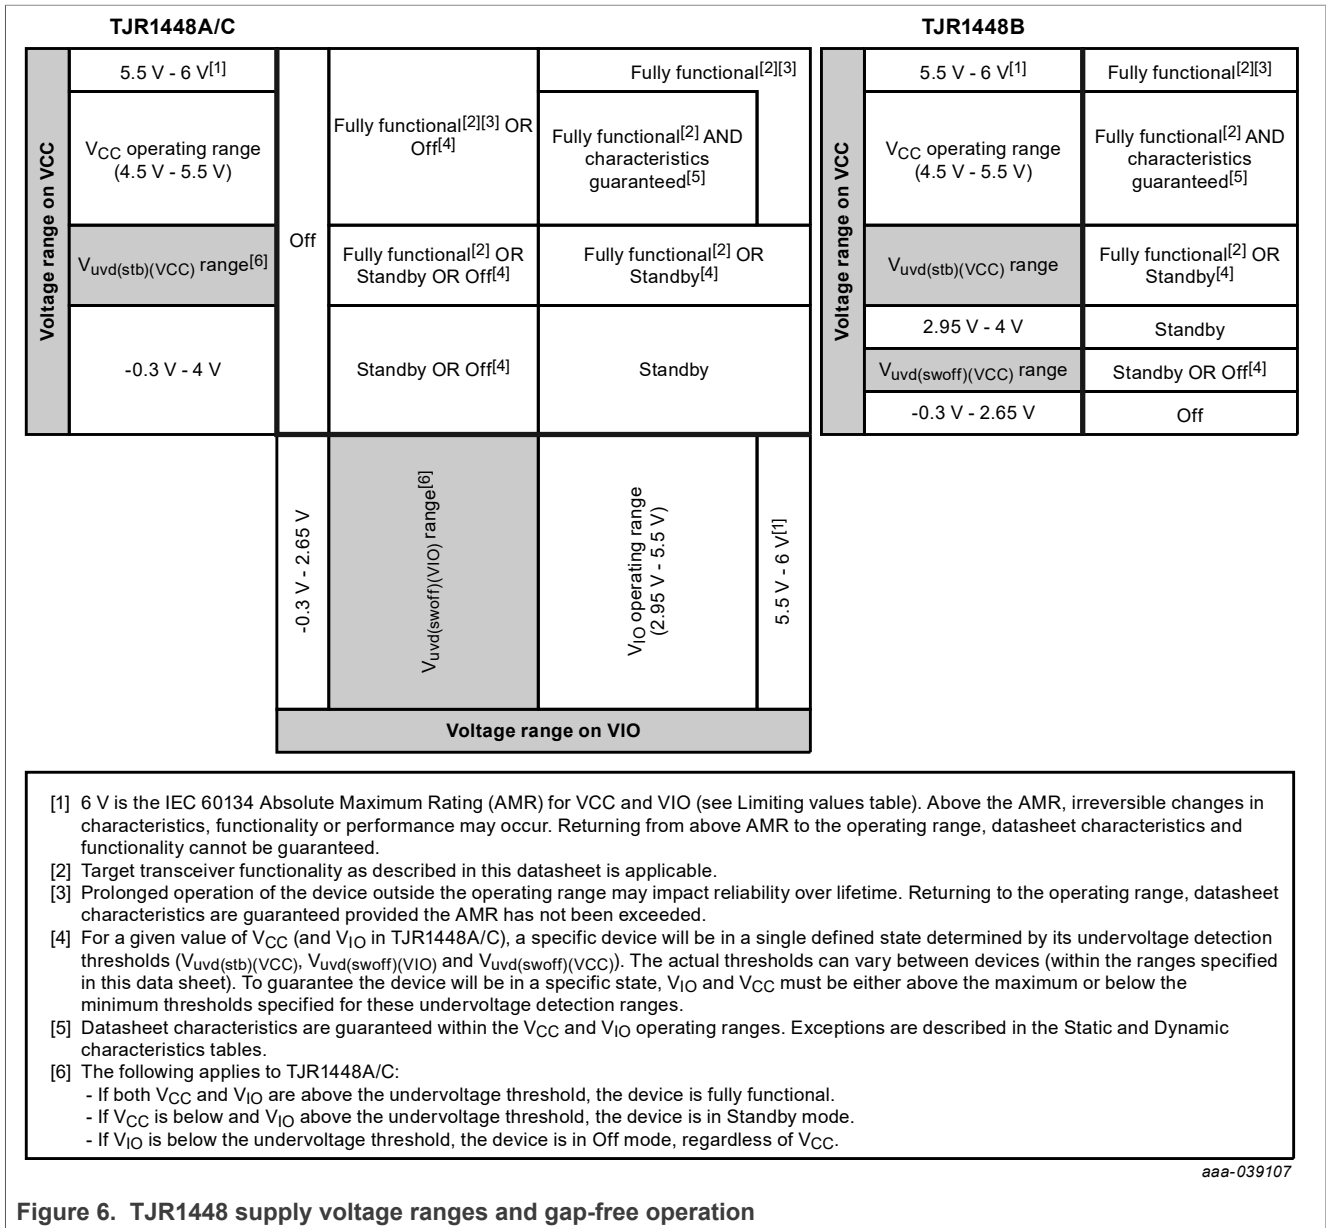 TJR1448A/C
Voltage range on VCC
5.5 V - 6 V[1]
VCC operating range
(4.5 V - 5.5 V)
Vuvd(stb)(VCC) range[6]
-0.3 V - 4 V
Off
Fully functional[2][3] OR
Off[4]
Fully functional[2][3]
Fully functional[2] AND
characteristics
guaranteed[5]
Fully functional[2] OR
Standby OR Off[4]
Fully functional[2] OR
Standby[4]
Standby OR Off[4]
Standby
-0.3 V - 2.65 V
Vuvd(swoff)(VIO) range[6]
VIO operating range
(2.95 V - 5.5 V)
5.5 V - 6 V[1]
Voltage range on VIO
TJR1448B
Voltage range on VCC
5.5 V - 6 V[1]
Fully functional[2][3]
VCC operating range
(4.5 V - 5.5 V)
Fully functional[2] AND
characteristics
guaranteed[5]
Vuvd(stb)(VCC) range
Fully functional[2] OR
Standby[4]
2.95 V - 4 V
Standby
Vuvd(swoff)(VCC) range
Standby OR Off[4]
-0.3 V - 2.65 V
Off
[1] 6 V is the IEC 60134 Absolute Maximum Rating (AMR) for VCC and VIO (see Limiting values table). Above the AMR, irreversible changes in
characteristics, functionality or performance may occur. Returning from above AMR to the operating range, datasheet characteristics and
functionality cannot be guaranteed.
[2] Target transceiver functionality as described in this datasheet is applicable.
[3] Prolonged operation of the device outside the operating range may impact reliability over lifetime. Returning to the operating range, datasheet
characteristics are guaranteed provided the AMR has not been exceeded.
[4] For a given value of VCC (and VIO in TJR1448A/C), a specific device will be in a single defined state determined by its undervoltage detection
thresholds (Vuvd(stb)(VCC), Vuvd(swoff)(VIO) and Vuvd(swoff)(VCC)). The actual thresholds can vary between devices (within the ranges specified
in this data sheet). To guarantee the device will be in a specific state, VIO and VCC must be either above the maximum or below the
minimum thresholds specified for these undervoltage detection ranges.
[5] Datasheet characteristics are guaranteed within the VCC and VIO operating ranges. Exceptions are described in the Static and Dynamic
characteristics tables.
[6] The following applies to TJR1448A/C:
- If both VCC and VIO are above the undervoltage threshold, the device is fully functional.
- If VCC is below and VIO above the undervoltage threshold, the device is in Standby mode.
- If VIO is below the undervoltage threshold, the device is in Off mode, regardless of VCC.
aaa-039107
Figure 6. TJR1448 supply voltage ranges and gap-free operation